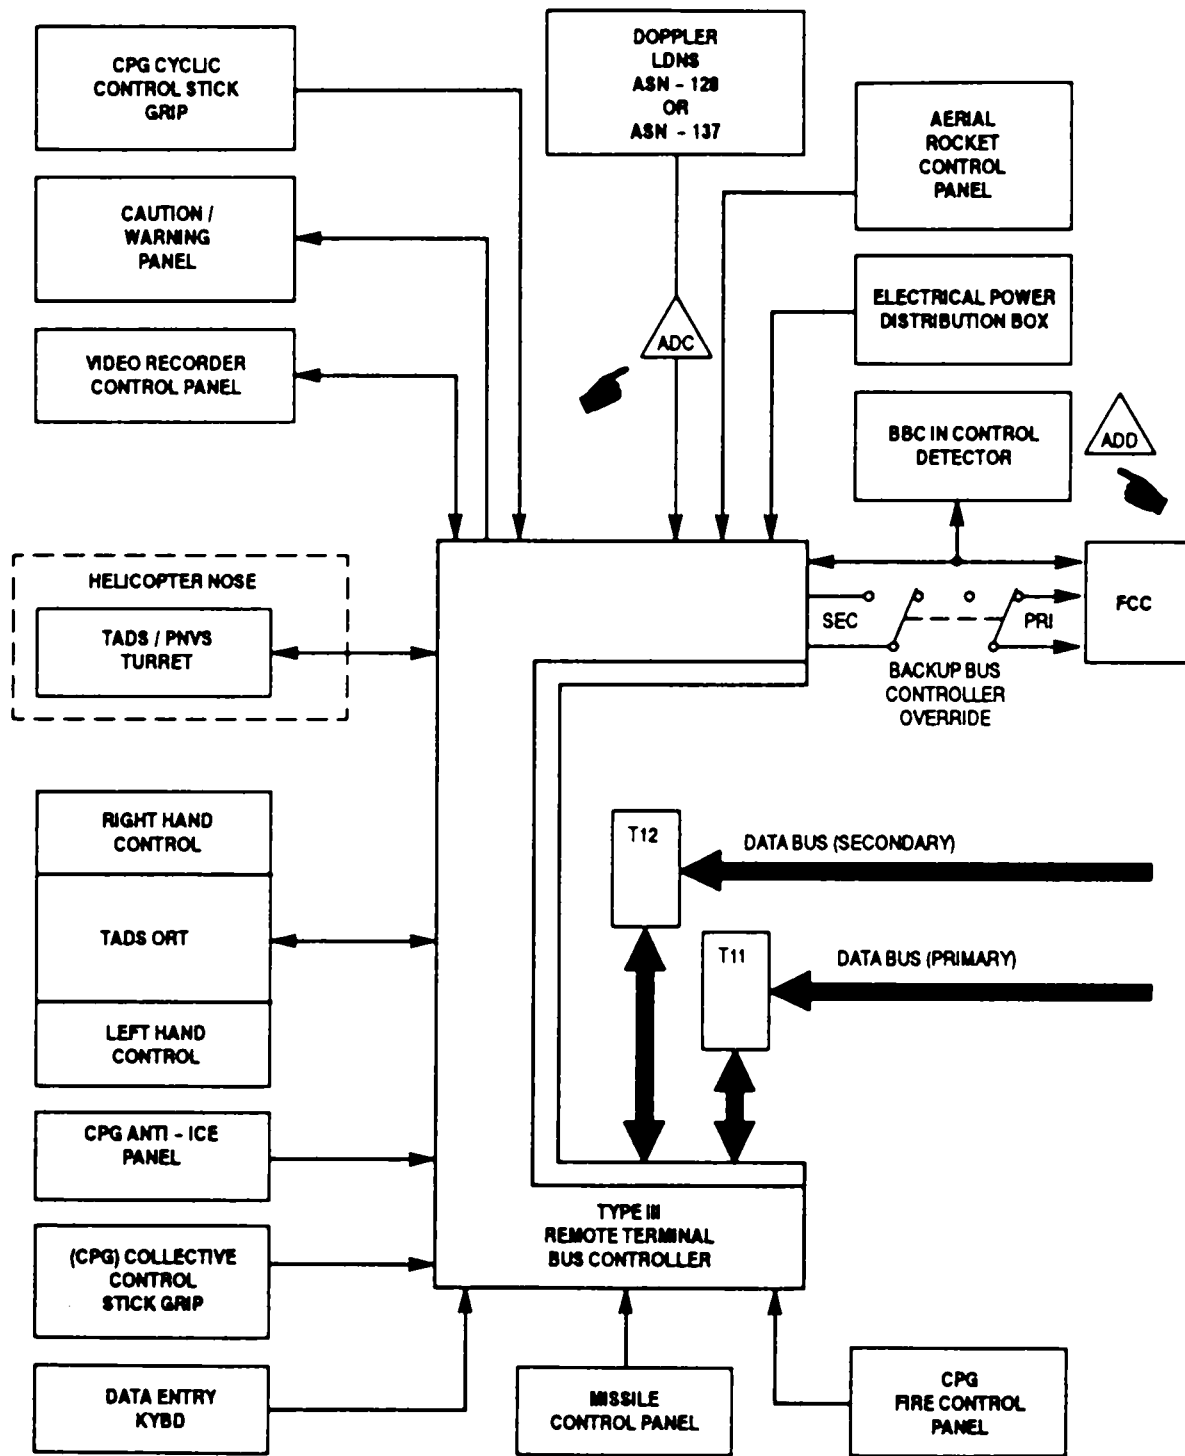 CPG CYCLIC
CONTROL STICK
GRIP
DOPPLER
LDNS
ASN - 128
OR
ASN - 137
AERIAL
ROCKET
CONTROL
PANEL
CAUTION /
WARNING
PANEL
ELECTRICAL POWER
DISTRIBUTION BOX
VIDEO RECORDER
CONTROL PANEL
ADC
BBC IN CONTROL
DETECTOR
ADD
HELICOPTER NOSE
TADS / PNVS
TURRET
SEC
PRI
FCC
BACKUP BUS
CONTROLLER
OVERRIDE
RIGHT HAND
CONTROL
TADS ORT
LEFT HAND
CONTROL
T12
DATA BUS (SECONDARY)
T11
DATA BUS (PRIMARY)
CPG ANTI - ICE
PANEL
(CPG) COLLECTIVE
CONTROL
STICK GRIP
TYPE III
REMOTE TERMINAL
BUS CONTROLLER
DATA ENTRY
KYBD
MISSILE
CONTROL PANEL
CPG
FIRE CONTROL
PANEL